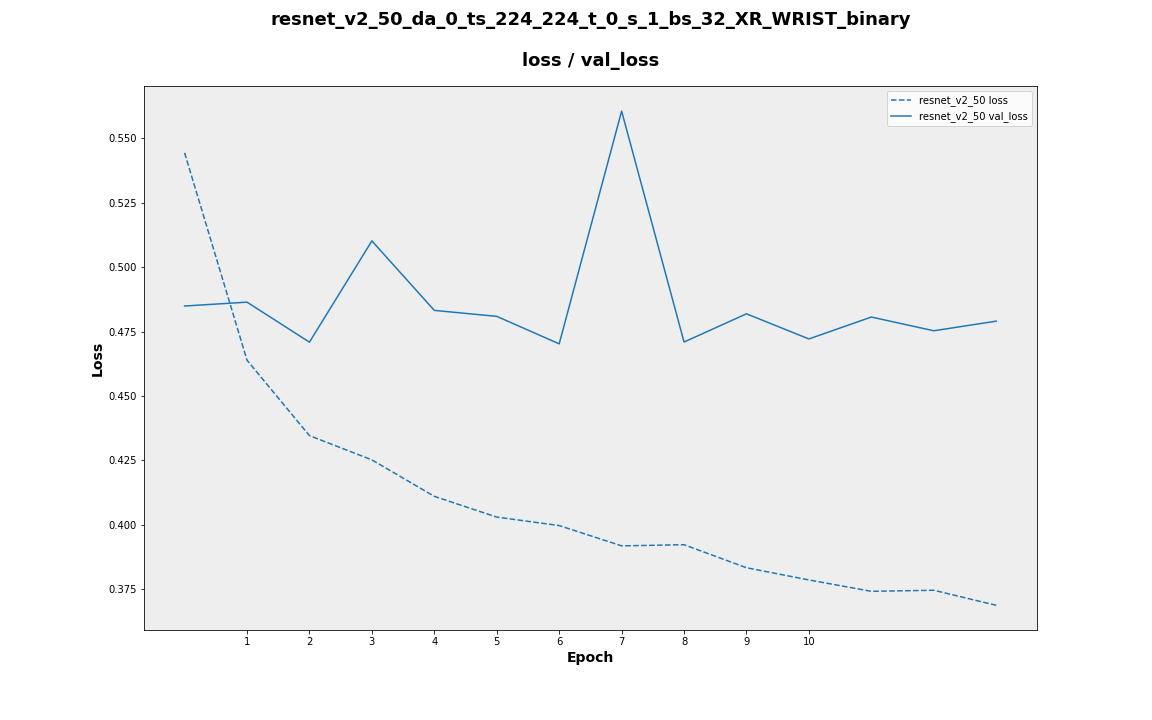 resnet_v2_50_da_0_ts_224_224_t_0_s_1_bs_32_XR_WRIST_binary
loss / val_loss
resnet_v2_50 loss
resnet_v2_50 val_loss
0.550
0.525
0.500
0.475
0.450
0.425
0.400
0.375
Loss
1 2 3 4 5 6 7 8 9 10
Epoch